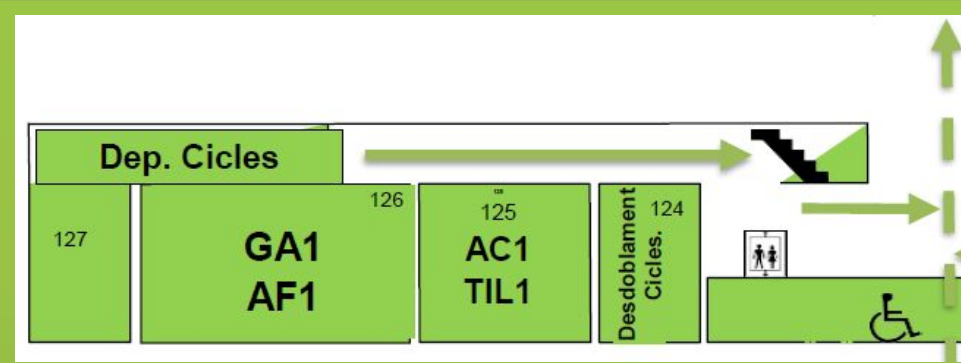 Dep. Cicles
127
126
GA1
AF1
125
AC1
TIL1
Desdoblament
Cicles.
124